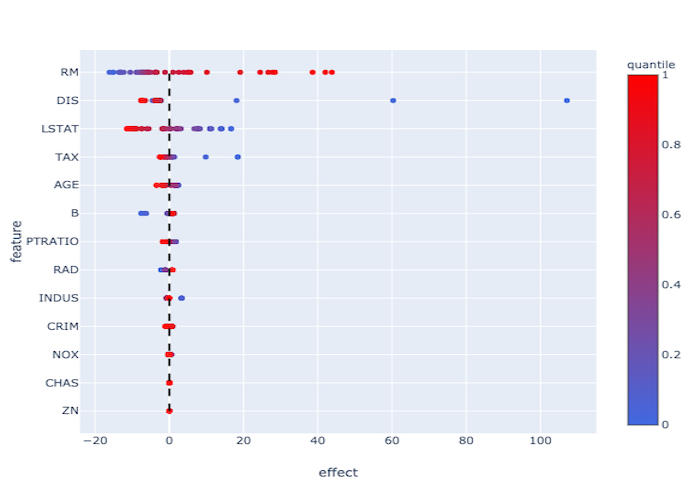 quantile
RM
DIS
LSTAT
TAX
AGE
B
PTRATIO
RAD
INDUS
CRIM
NOX
CHAS
ZN
feature
−20
0
20
40
60
80
100
effect
1
0.8
0.6
0.4
0.2
0